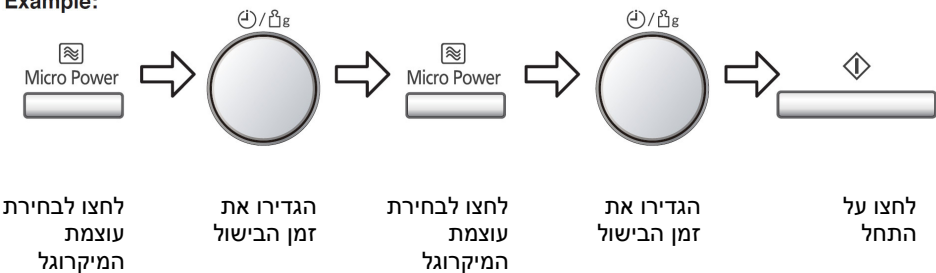 Example:
/ g
/ g
Micro Power
Micro Power
לחצו לבחירת
עוצמת
המיקרוגל
הגדירו את
זמן הבישול
לחצו לבחירת
עוצמת
המיקרוגל
הגדירו את
זמן הבישול
לחצו על
התחל